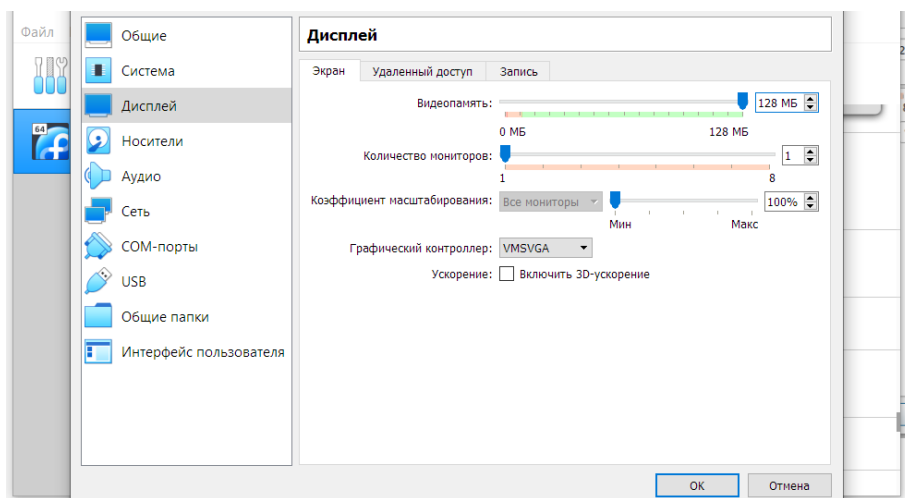 Файл
Общие
Система
Дисплей
Носители
Аудио
Сеть
COM-порты
USB
Общие папки
Интерфейс пользователя
64
Дисплей
Экран Удаленный доступ Запись
Видеопамять: 128 МБ
0 МБ 128 МБ
Количество мониторов: 1
1 8
Коэффициент масштабирования: Все мониторы 100%
Мин Макс
Графический контроллер: VMSVGA
Ускорение: Включить 3D-ускорение
ОК Отмена